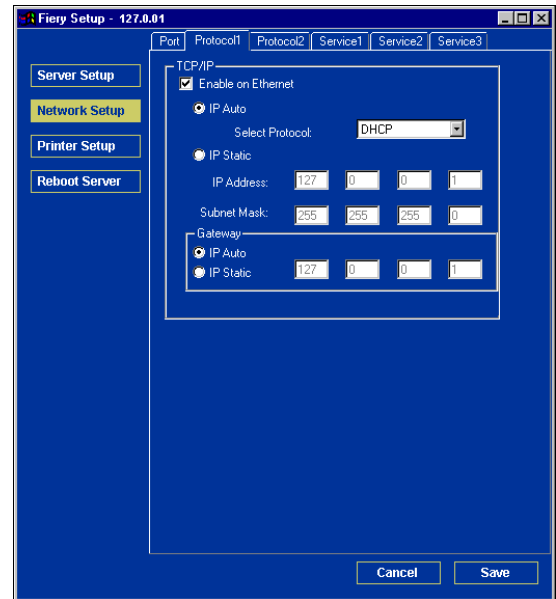 Fiery Setup - 127.0.01
Port Protocol1 Protocol2 Service1 Service2 Service3
Server Setup
Network Setup
Printer Setup
Reboot Server
TCP/IP
Enable on Ethernet
IP Auto
Select Protocol: DHCP
IP Static
IP Address: 127 0 0 1
Subnet Mask: 255 255 255 0
Gateway
IP Auto
IP Static 127 0 0 1
Cancel Save